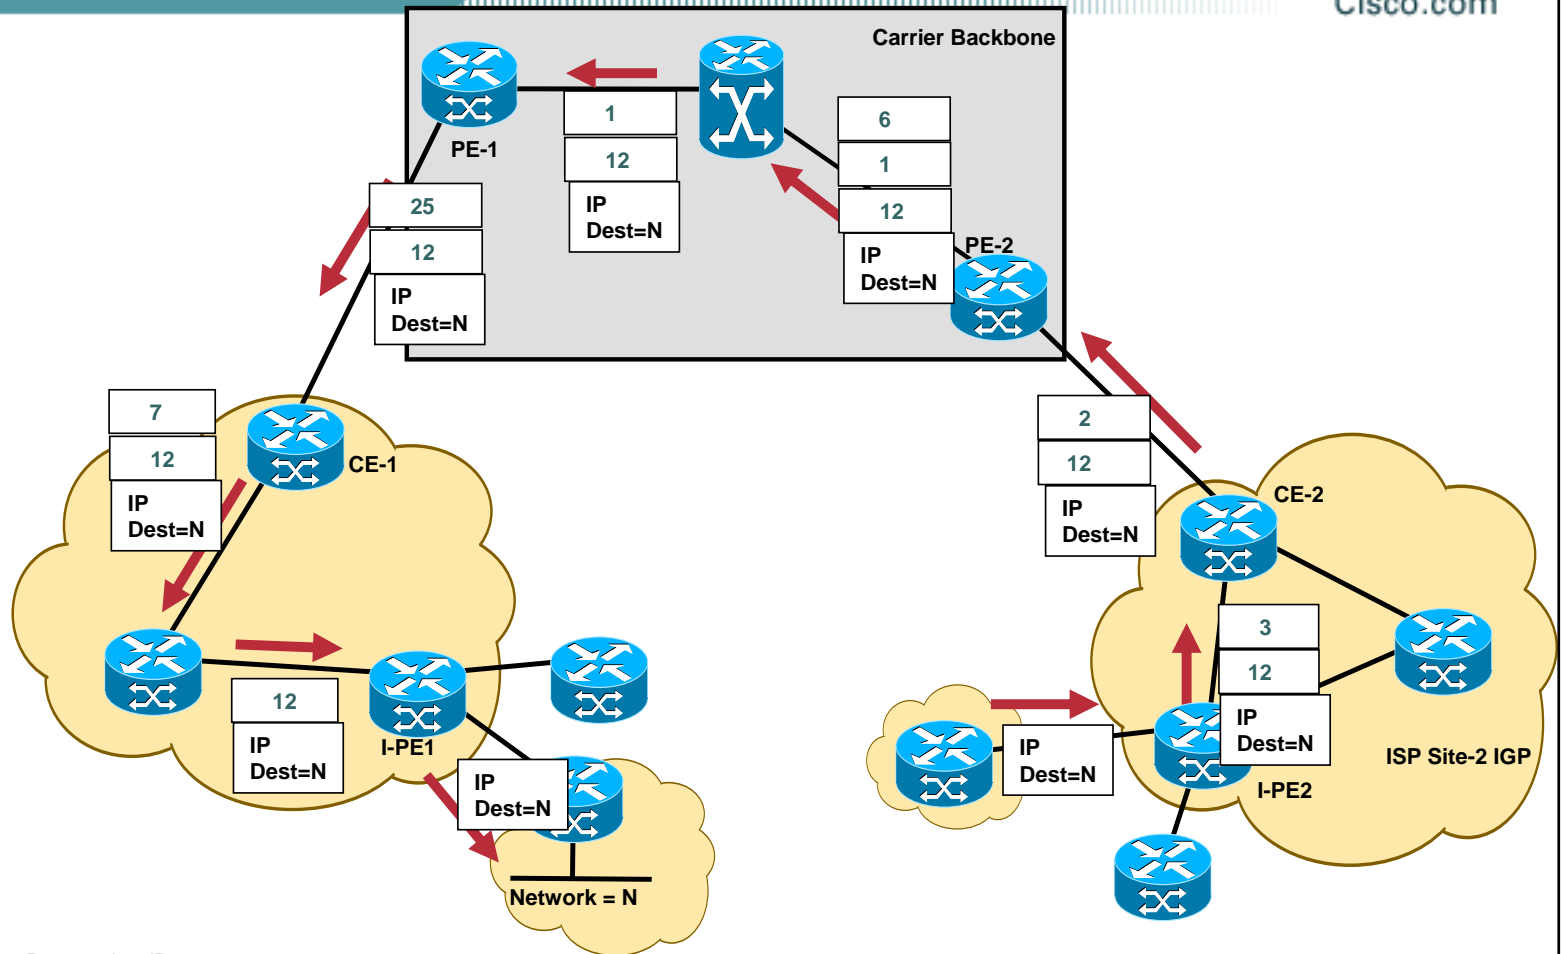 Cisco.com
Carrier Backbone
PE-1
1
12
IP
Dest=N
6
1
12
IP
Dest=N
PE-2
25
12
IP
Dest=N
7
12
IP
Dest=N
CE-1
2
12
IP
Dest=N
CE-2
3
12
IP
Dest=N
12
IP
Dest=N
I-PE1
IP
Dest=N
Network = N
IP
Dest=N
I-PE2
ISP Site-2 IGP